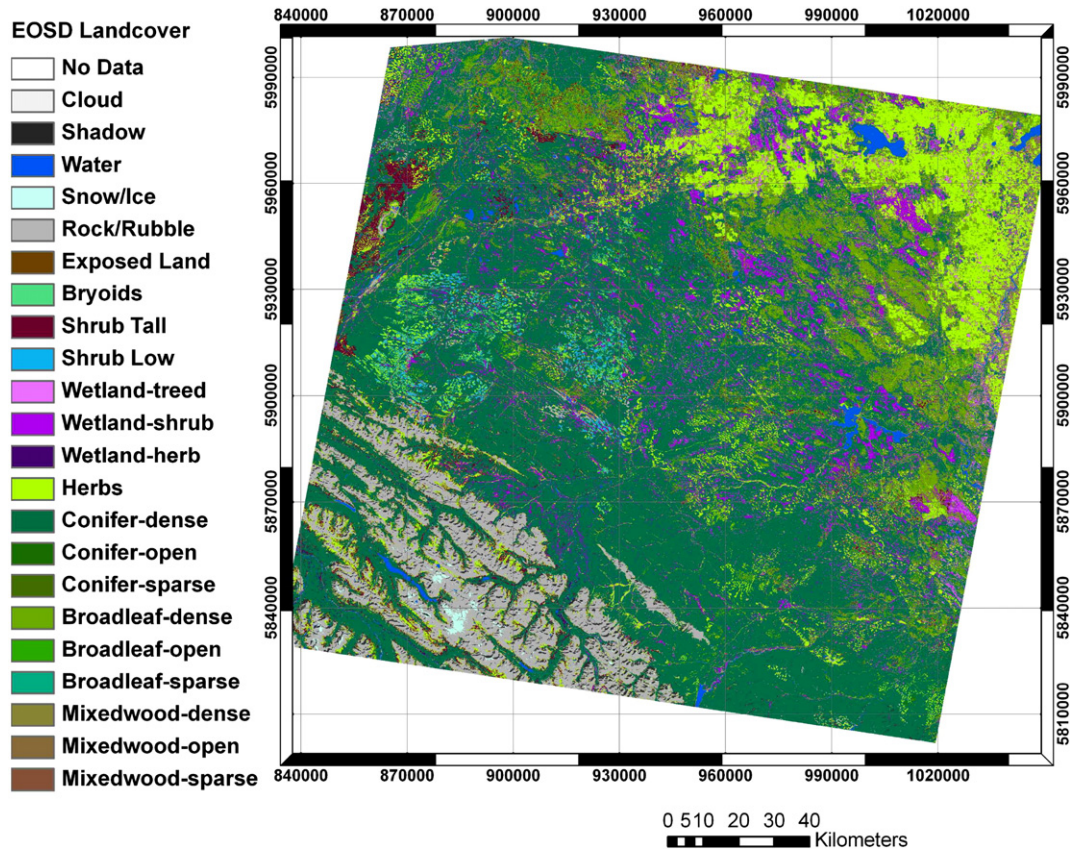 840000 870000 900000 930000 960000 990000 1020000
EOSD Landcover
No Data
Cloud
Shadow
Water
Snow/Ice
Rock/Rubble
Exposed Land
Bryoids
Shrub Tall
Shrub Low
Wetland-treed
Wetland-shrub
Wetland-herb
Herbs
Conifer-dense
Conifer-open
Conifer-sparse
Broadleaf-dense
Broadleaf-open
Broadleaf-sparse
Mixedwood-dense
Mixedwood-open
Mixedwood-sparse
5990000
5960000
5930000
5900000
5870000
5840000
5810000
5990000
5960000
5930000
5900000
5870000
5840000
5810000
840000 870000 900000 930000 960000 990000 1020000
0 5 10 20 30 40
Kilometers